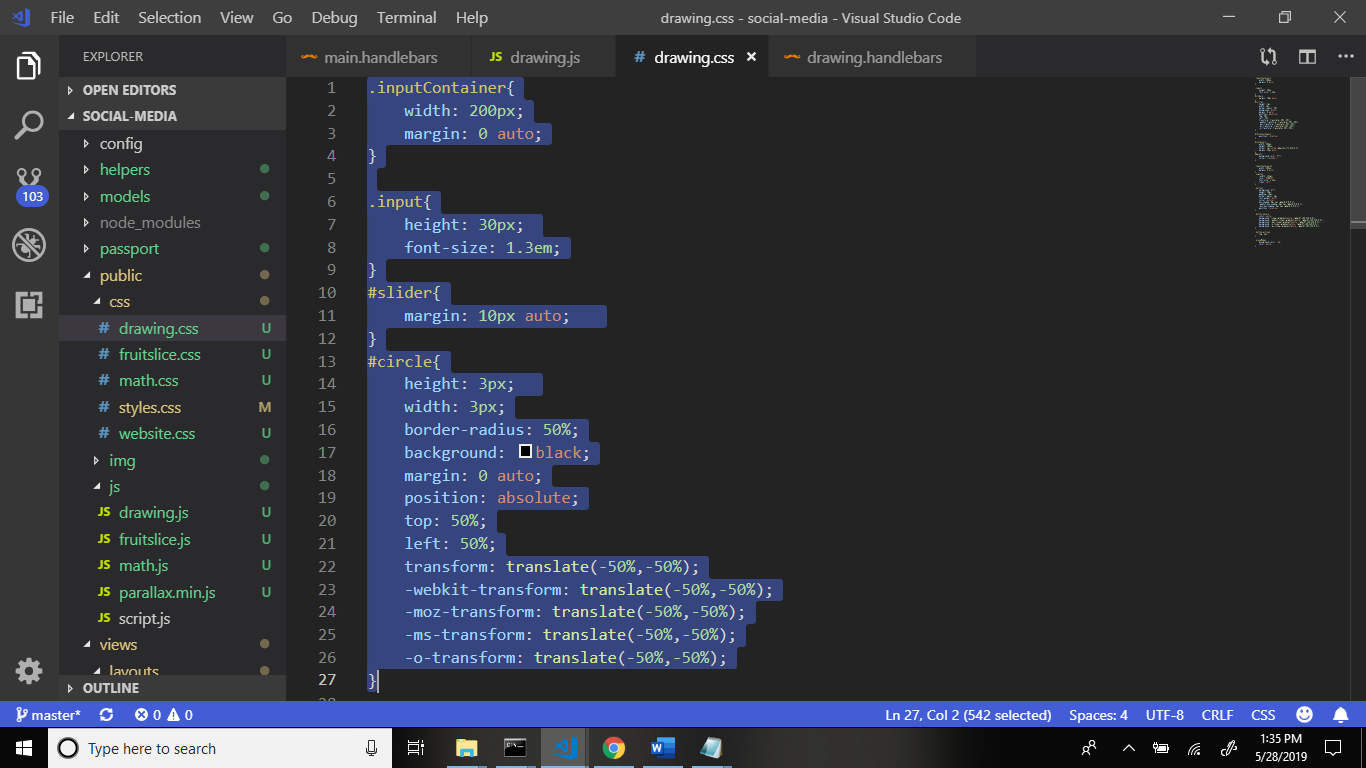 File Edit Selection View Go Debug Terminal Help
drawing.css - social-media - Visual Studio Code
EXPLORER
main.handlebars
JS drawing.js
# drawing.css
drawing.handlebars
OPEN EDITORS
SOCIAL-MEDIA
config
helpers
models
node_modules
passport
public
css
# drawing.css U
# fruitslice.css U
# math.css U
# styles.css M
# website.css U
img
js
JS drawing.js U
JS fruitslice.js U
JS math.js U
JS parallax.min.js U
JS script.js
views
layouts
OUTLINE
103
1 .inputContainer{
2 width: 200px;
3 margin: 0 auto;
4 }
5
6 .input{
7 height: 30px;
8 font-size: 1.3em;
9 }
10 #slider{
11 margin: 10px auto;
12 }
13 #circle{
14 height: 3px;
15 width: 3px;
16 border-radius: 50%;
17 background: black;
18 margin: 0 auto;
19 position: absolute;
20 top: 50%;
21 left: 50%;
22 transform: translate(-50%,-50%);
23 -webkit-transform: translate(-50%,-50%);
24 -moz-transform: translate(-50%,-50%);
25 -ms-transform: translate(-50%,-50%);
26 -o-transform: translate(-50%,-50%);
27 }
master* 0 0
Ln 27, Col 2 (542 selected) Spaces: 4 UTF-8 CRLF CSS
Type here to search
1:35 PM
5/28/2019